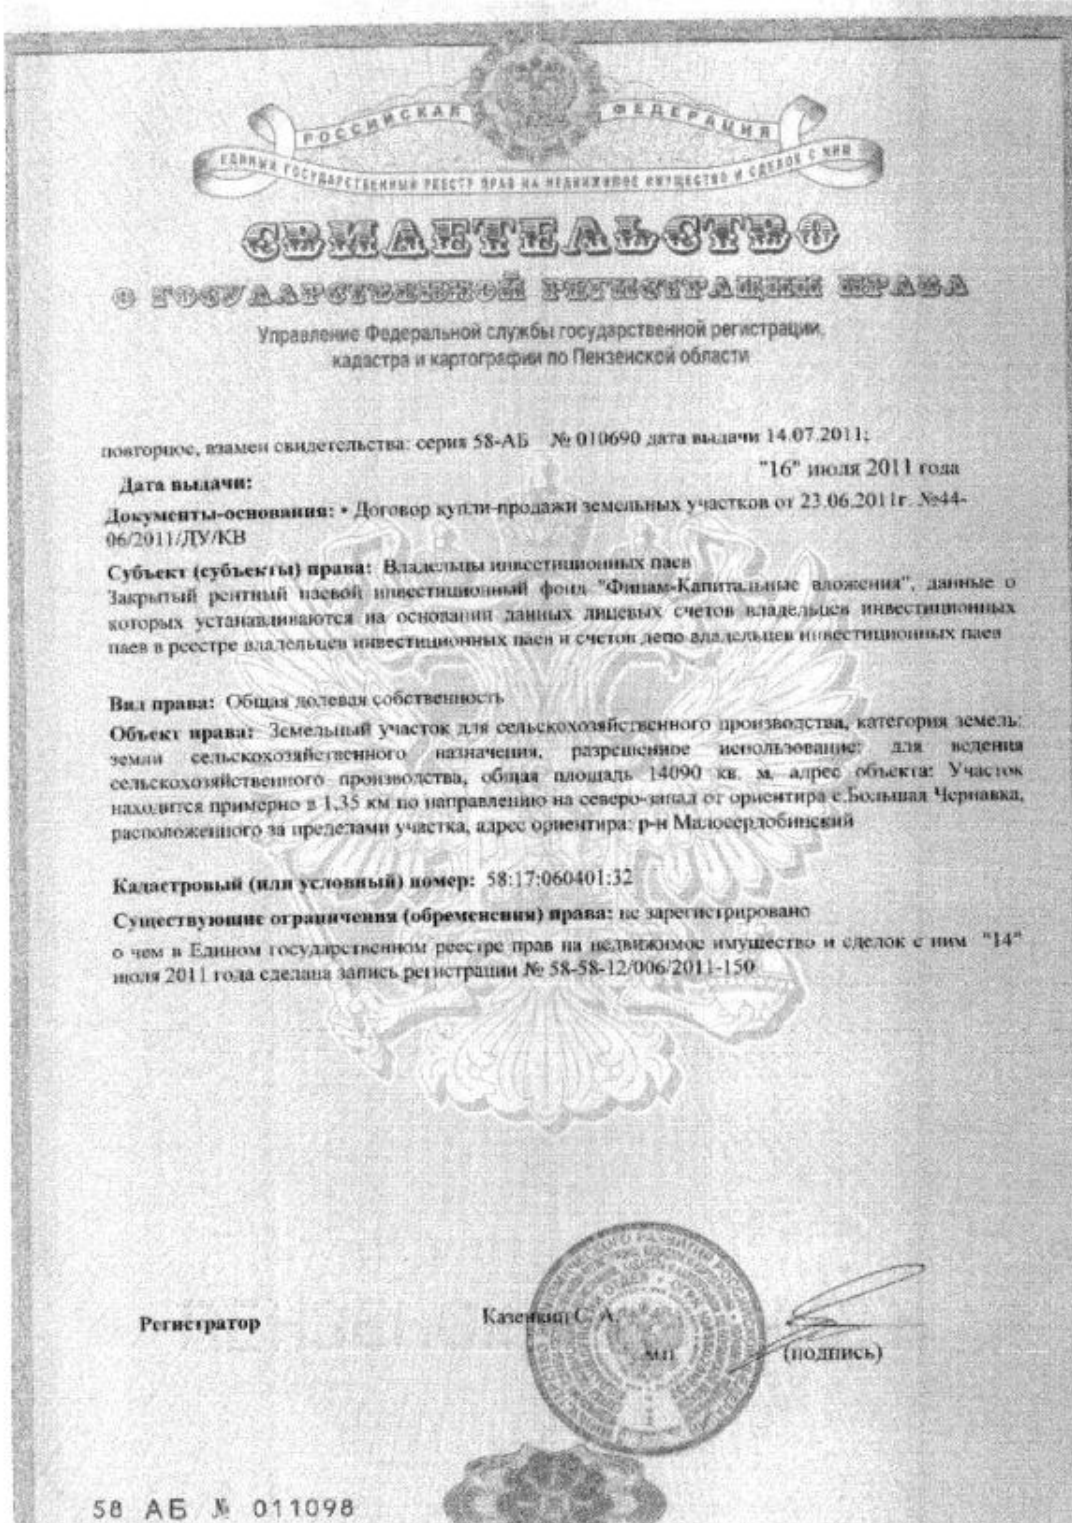 РОССИЙСКАЯ ФЕДЕРАЦИЯ
ЕДИНЫЙ ГОСУДАРСТВЕННЫЙ РЕЕСТР ПРАВ НА НЕДВИЖИМОЕ ИМУЩЕСТВО И СДЕЛОК С НИМ
СВИДЕТЕЛЬСТВО
О ГОСУДАРСТВЕННОЙ РЕГИСТРАЦИИ ПРАВА
Управление Федеральной службы государственной регистрации,
кадастра и картографии по Пензенской области
повторное, взамен свидетельства: серия 58-АБ № 010690 дата выдачи 14.07.2011;
Дата выдачи: "16" июля 2011 года
Документы-основания: • Договор купли-продажи земельных участков от 23.06.2011г. №44-
06/2011/ДУ/КВ
Субъект (субъекты) права: Владельцы инвестиционных паев
Закрытый рентный паевой инвестиционный фонд "Финам-Капитальные вложения", данные о
которых устанавливаются на основании данных лицевых счетов владельцев инвестиционных
паев в реестре владельцев инвестиционных паев и счетов депо владельцев инвестиционных паев
Вид права: Общая долевая собственность
Объект права: Земельный участок для сельскохозяйственного производства, категория земель:
земли сельскохозяйственного назначения, разрешенное использование: для ведения
сельскохозяйственного производства, общая площадь 14090 кв. м, адрес объекта: Участок
находится примерно в 1,35 км по направлению на северо-запад от ориентира с.Большая Чернавка,
расположенного за пределами участка, адрес ориентира: р-н Малосердобинский
Кадастровый (или условный) номер: 58:17:060401:32
Существующие ограничения (обременения) права: не зарегистрировано
о чем в Едином государственном реестре прав на недвижимое имущество и сделок с ним "14"
июля 2011 года сделана запись регистрации № 58-58-12/006/2011-150
Регистратор Казенкин С. А.
М.П. (подпись)
58 АБ № 011098